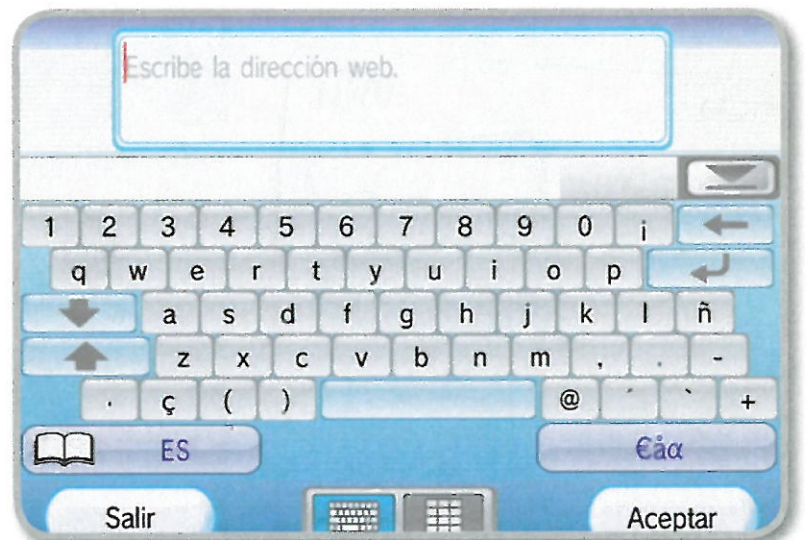 Escribe la dirección web.
1 2 3 4 5 6 7 8 9 0 ¡
q w e r t y u i o p
a s d f g h j k l ñ
z x c v b n m , . -
· ç ( ) @ ´ ` +
ES €åα
Salir Aceptar